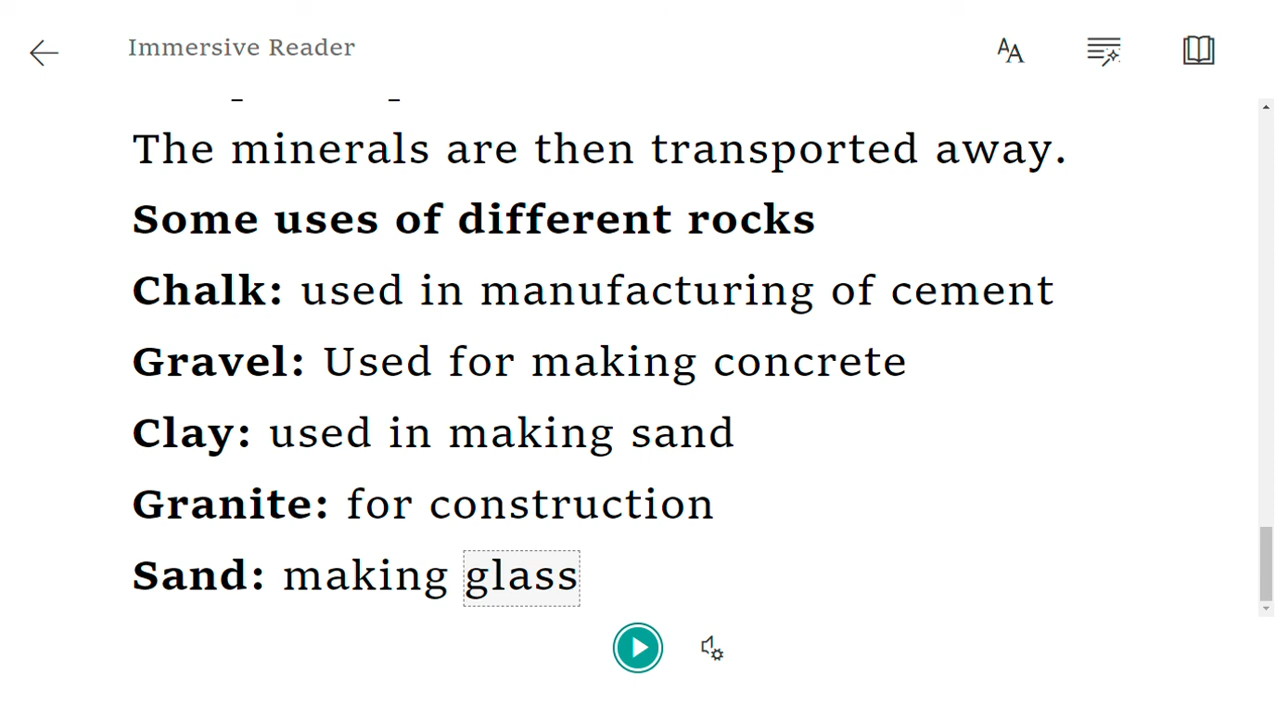 Immersive Reader
The minerals are then transported away.
Some uses of different rocks
Chalk: used in manufacturing of cement
Gravel: Used for making concrete
Clay: used in making sand
Granite: for construction
Sand: making glass